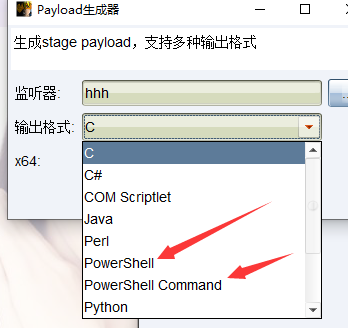 Payload生成器
生成stage payload，支持多种输出格式
监听器:
hhh
...
输出格式:
C
x64:
C
C#
COM Scriptlet
Java
Perl
PowerShell
PowerShell Command
Python